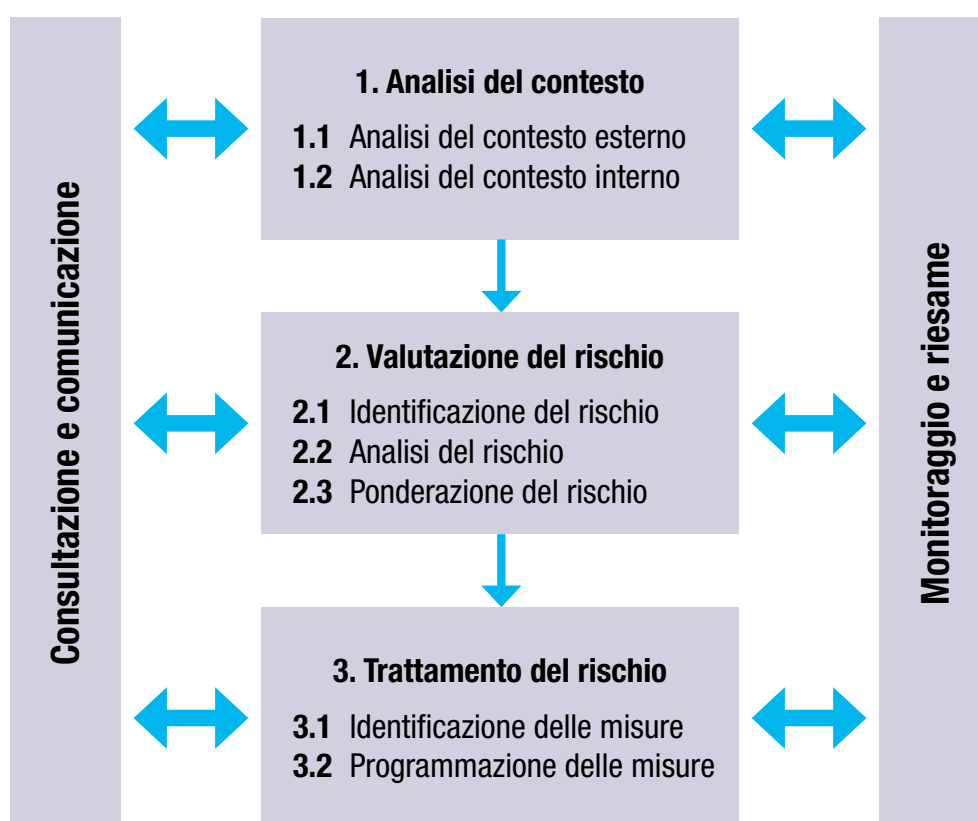 Consultazione e comunicazione
1. Analisi del contesto
1.1 Analisi del contesto esterno
1.2 Analisi del contesto interno
2. Valutazione del rischio
2.1 Identificazione del rischio
2.2 Analisi del rischio
2.3 Ponderazione del rischio
3. Trattamento del rischio
3.1 Identificazione delle misure
3.2 Programmazione delle misure
Monitoraggio e riesame